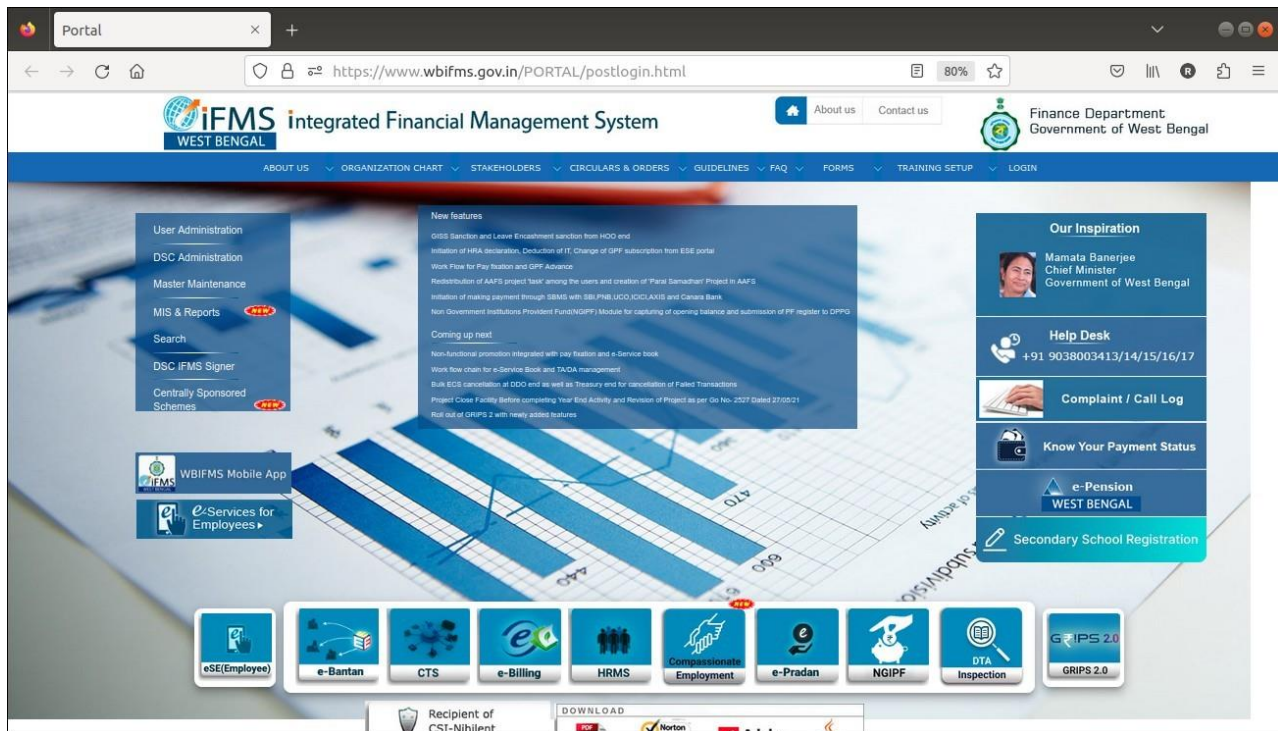 Portal
https://www.wbifms.gov.in/PORTAL/postlogin.html
80%
iFMS
WEST BENGAL
integrated Financial Management System
About us
Contact us
Finance Department
Government of West Bengal
ABOUT US
ORGANIZATION CHART
STAKEHOLDERS
CIRCULARS & ORDERS
GUIDELINES
FAQ
FORMS
TRAINING SETUP
LOGIN
User Administration
DSC Administration
Master Maintenance
MIS & Reports
NEW
Search
DSC IFMS Signer
Centrally Sponsored
Schemes
NEW
WBIFMS Mobile App
iFMS
e-Services for
Employees
New features
GISS Sanction and Leave Encashment sanction from HOO end
Initiation of HRA declaration, Deduction of IT, Change of GPF subscription from ESE portal
Work Flow for Pay fixation and GPF Advance
Redistribution of AAFS project 'task' among the users and creation of 'Parai Samadhan' Project in AAFS
Initiation of making payment through SBMS with SBI,PNB,UCO,ICICI,AXIS and Canara Bank
Non Government Institutions Provident Fund(NGIPF) Module for capturing of opening balance and submission of PF register to DPPG
Coming up next
Non-functional promotion integrated with pay fixation and e-Service book
Work flow chain for e-Service Book and TA/DA management
Bulk ECS cancellation at DDO end as well as Treasury end for cancellation of Failed Transactions
Project Close Facility Before completing Year End Activity and Revision of Project as per Go No- 2527 Dated 27/05/21
Roll out of GRIPS 2 with newly added features
Our Inspiration
Mamata Banerjee
Chief Minister
Government of West Bengal
Help Desk
+91 9038003413/14/15/16/17
Complaint / Call Log
Know Your Payment Status
e-Pension
WEST BENGAL
Secondary School Registration
470
600
440
of activity
subdivision
eSE(Employee)
e-Bantan
CTS
e-Billing
HRMS
NEW
Compassionate
Employment
e-Pradan
NGIPF
DTA
Inspection
G₹IPS 2.0
GRIPS 2.0
Recipient of
CSI-Nihilent
DOWNLOAD
PDF
Norton